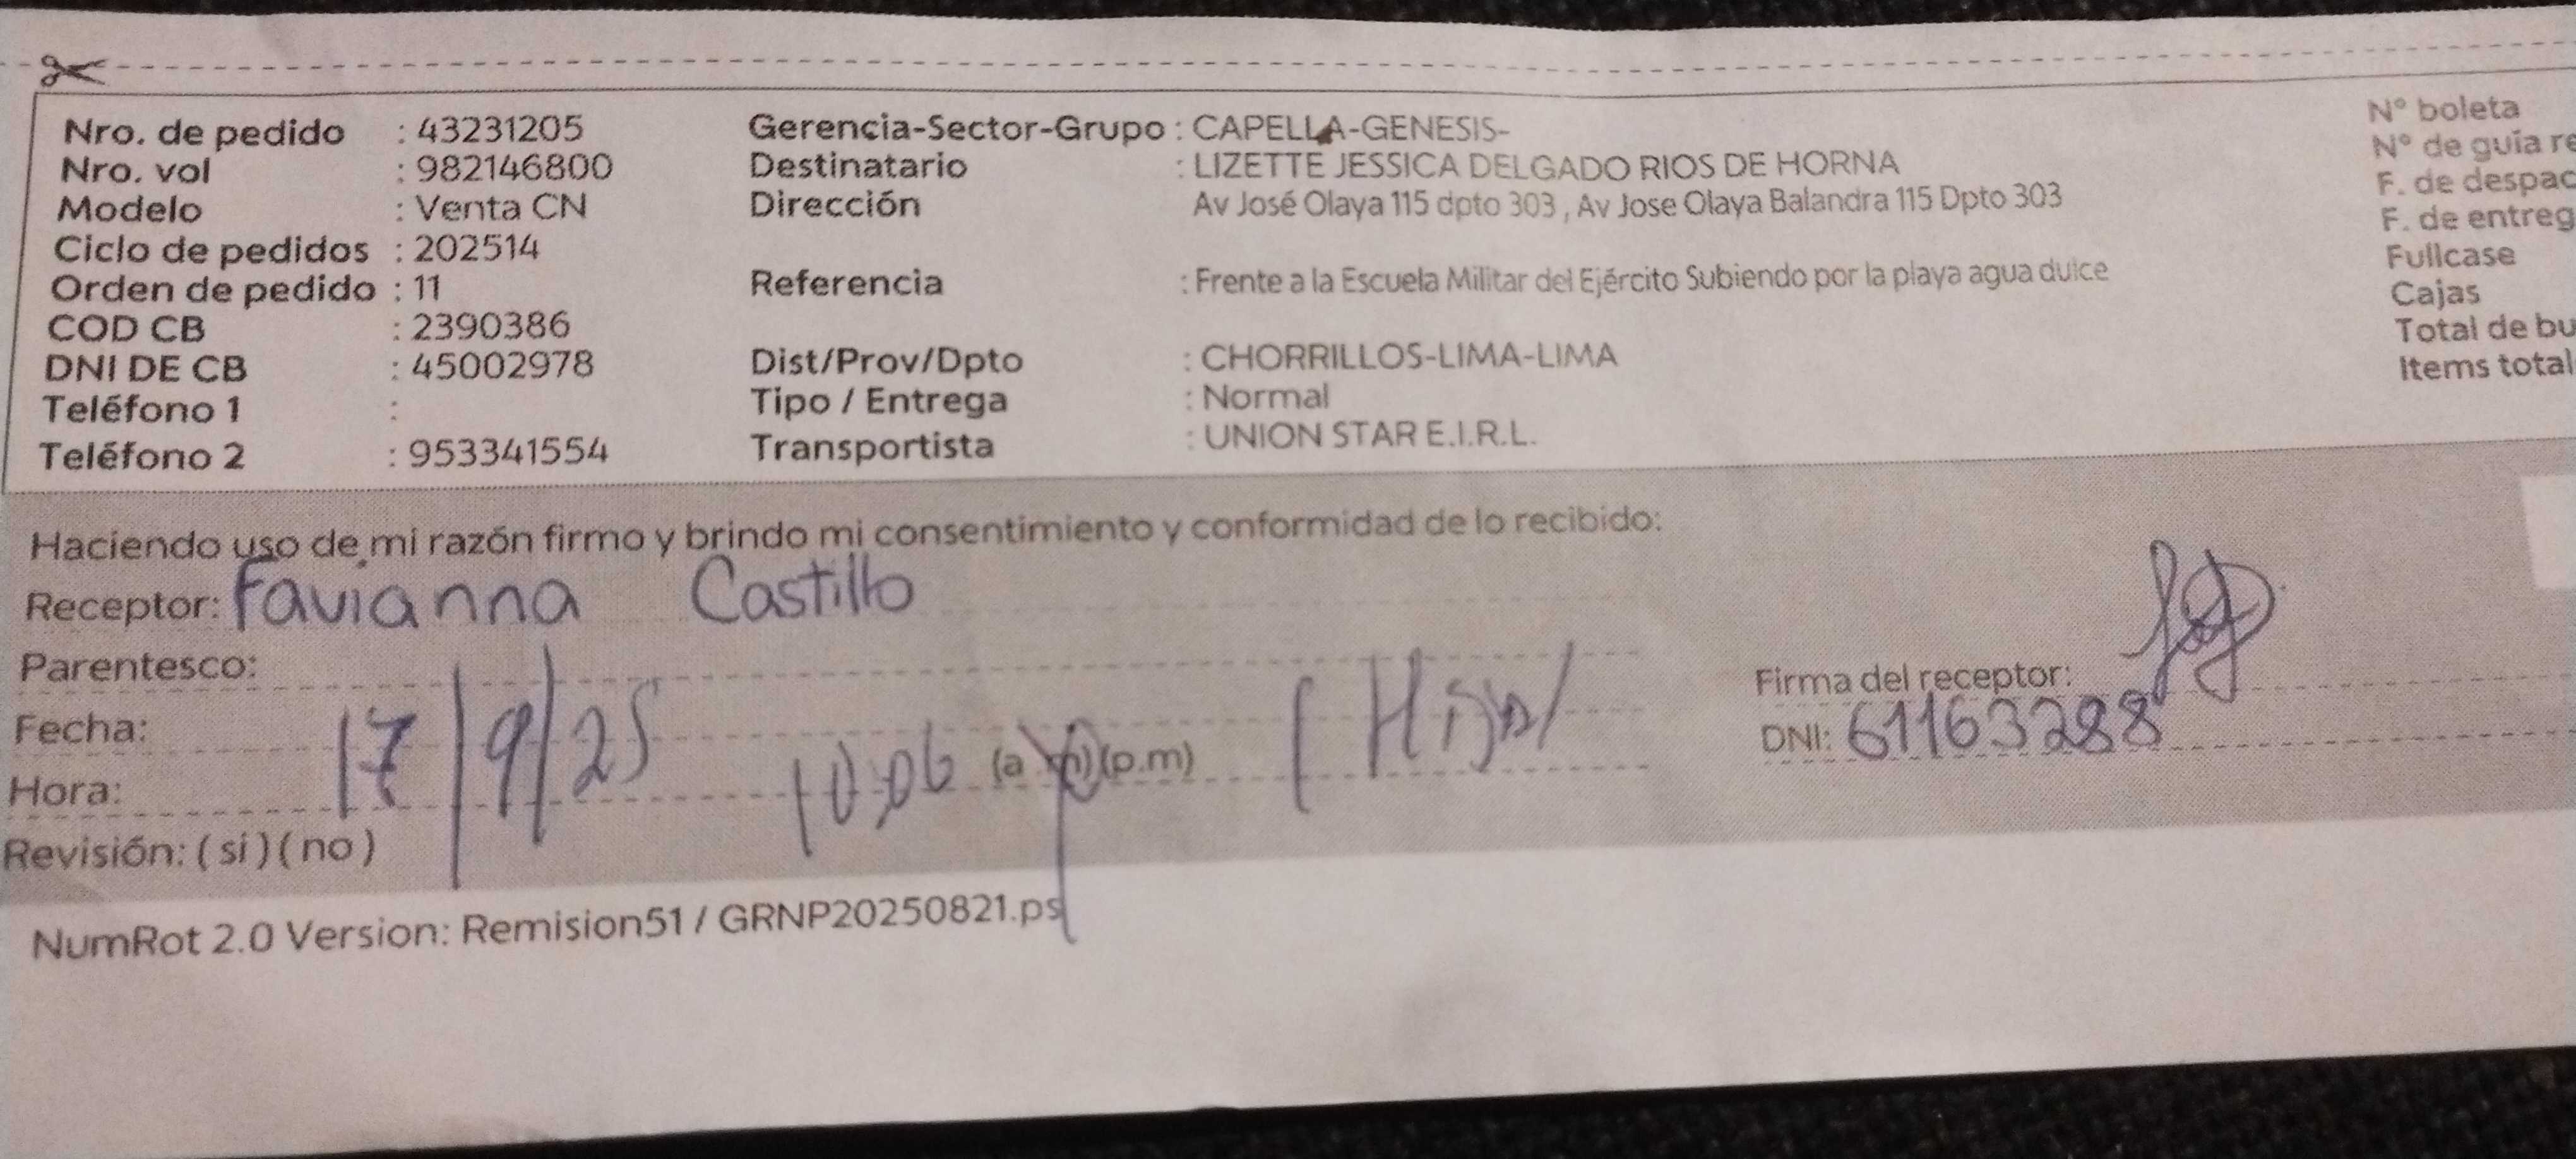 Nro. de pedido : 43231205
Nro. vol : 982146800
Modelo : Venta CN
Ciclo de pedidos : 202514
Orden de pedido : 11
COD CB : 2390386
DNI DE CB : 45002978
Teléfono 1 :
Teléfono 2 : 953341554
Gerencia-Sector-Grupo : CAPELLA-GENESIS-
Destinatario : LIZETTE JESSICA DELGADO RIOS DE HORNA
Dirección Av José Olaya 115 dpto 303 , Av Jose Olaya Balandra 115 Dpto 303
Referencia : Frente a la Escuela Militar del Ejército Subiendo por la playa agua dulce
Dist/Prov/Dpto : CHORRILLOS-LIMA-LIMA
Tipo / Entrega : Normal
Transportista : UNION STAR E.I.R.L.
N° boleta
N° de guía re
F. de despac
F. de entreg
Fullcase
Cajas
Total de bu
Items total
Haciendo uso de mi razón firmo y brindo mi consentimiento y conformidad de lo recibido:
Receptor: Favianna Castillo
Parentesco:
Fecha: 17/9/25
Hora: 10:06 (a.m)(p.m)
Revisión: ( si ) ( no )
Firma del receptor:
DNI: 61163288
NumRot 2.0 Version: Remision51 / GRNP20250821.ps